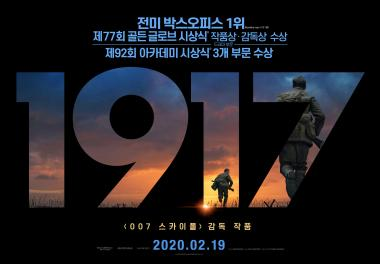 전미 박스오피스 1위
제77회 골든 글로브 시상식 작품상·감독상 수상
제92회 아카데미 시상식 3개 부문 수상
1917
<007 스카이폴> 감독 작품
2020.02.19